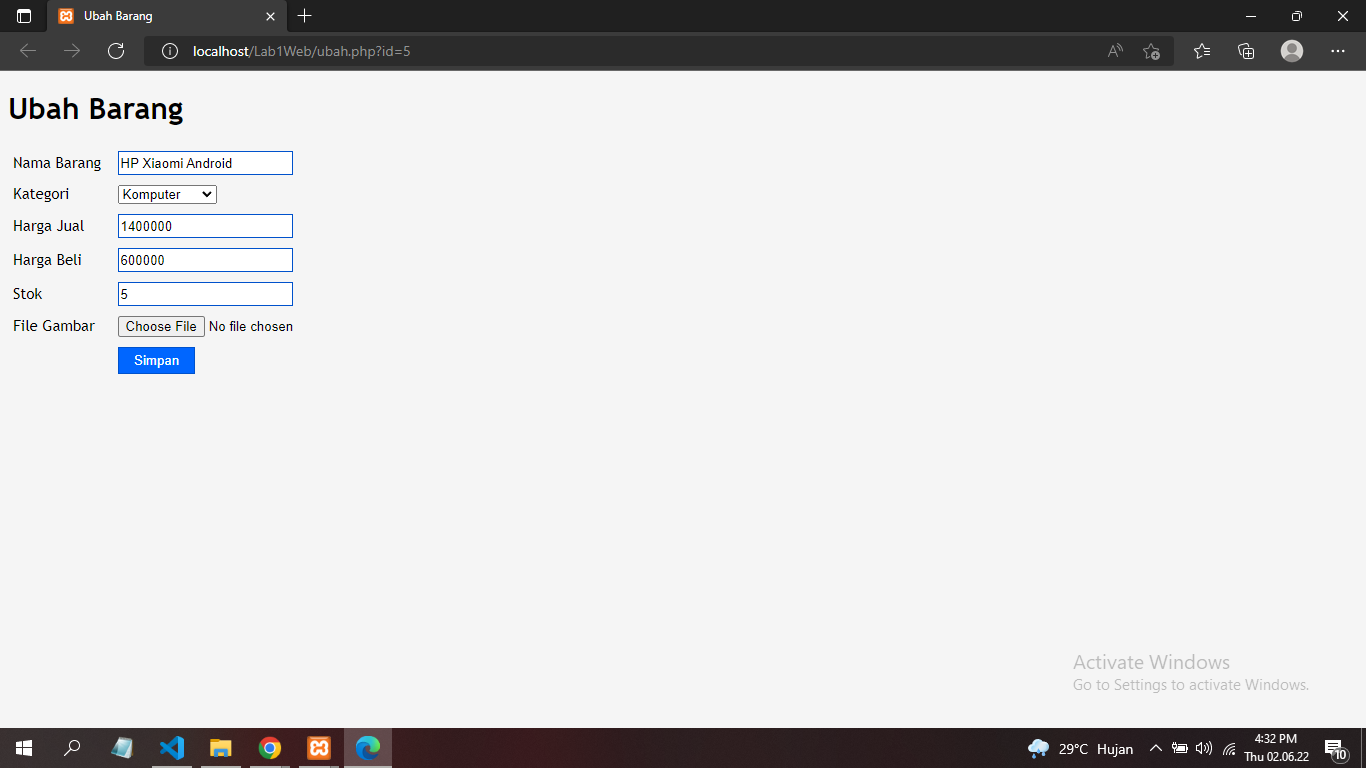 Ubah Barang
localhost/Lab1Web/ubah.php?id=5
Ubah Barang
Nama Barang HP Xiaomi Android
Kategori Komputer
Harga Jual 1400000
Harga Beli 600000
Stok 5
File Gambar Choose File No file chosen
Simpan
Activate Windows
Go to Settings to activate Windows.
29°C Hujan
4:32 PM
Thu 02.06.22
10